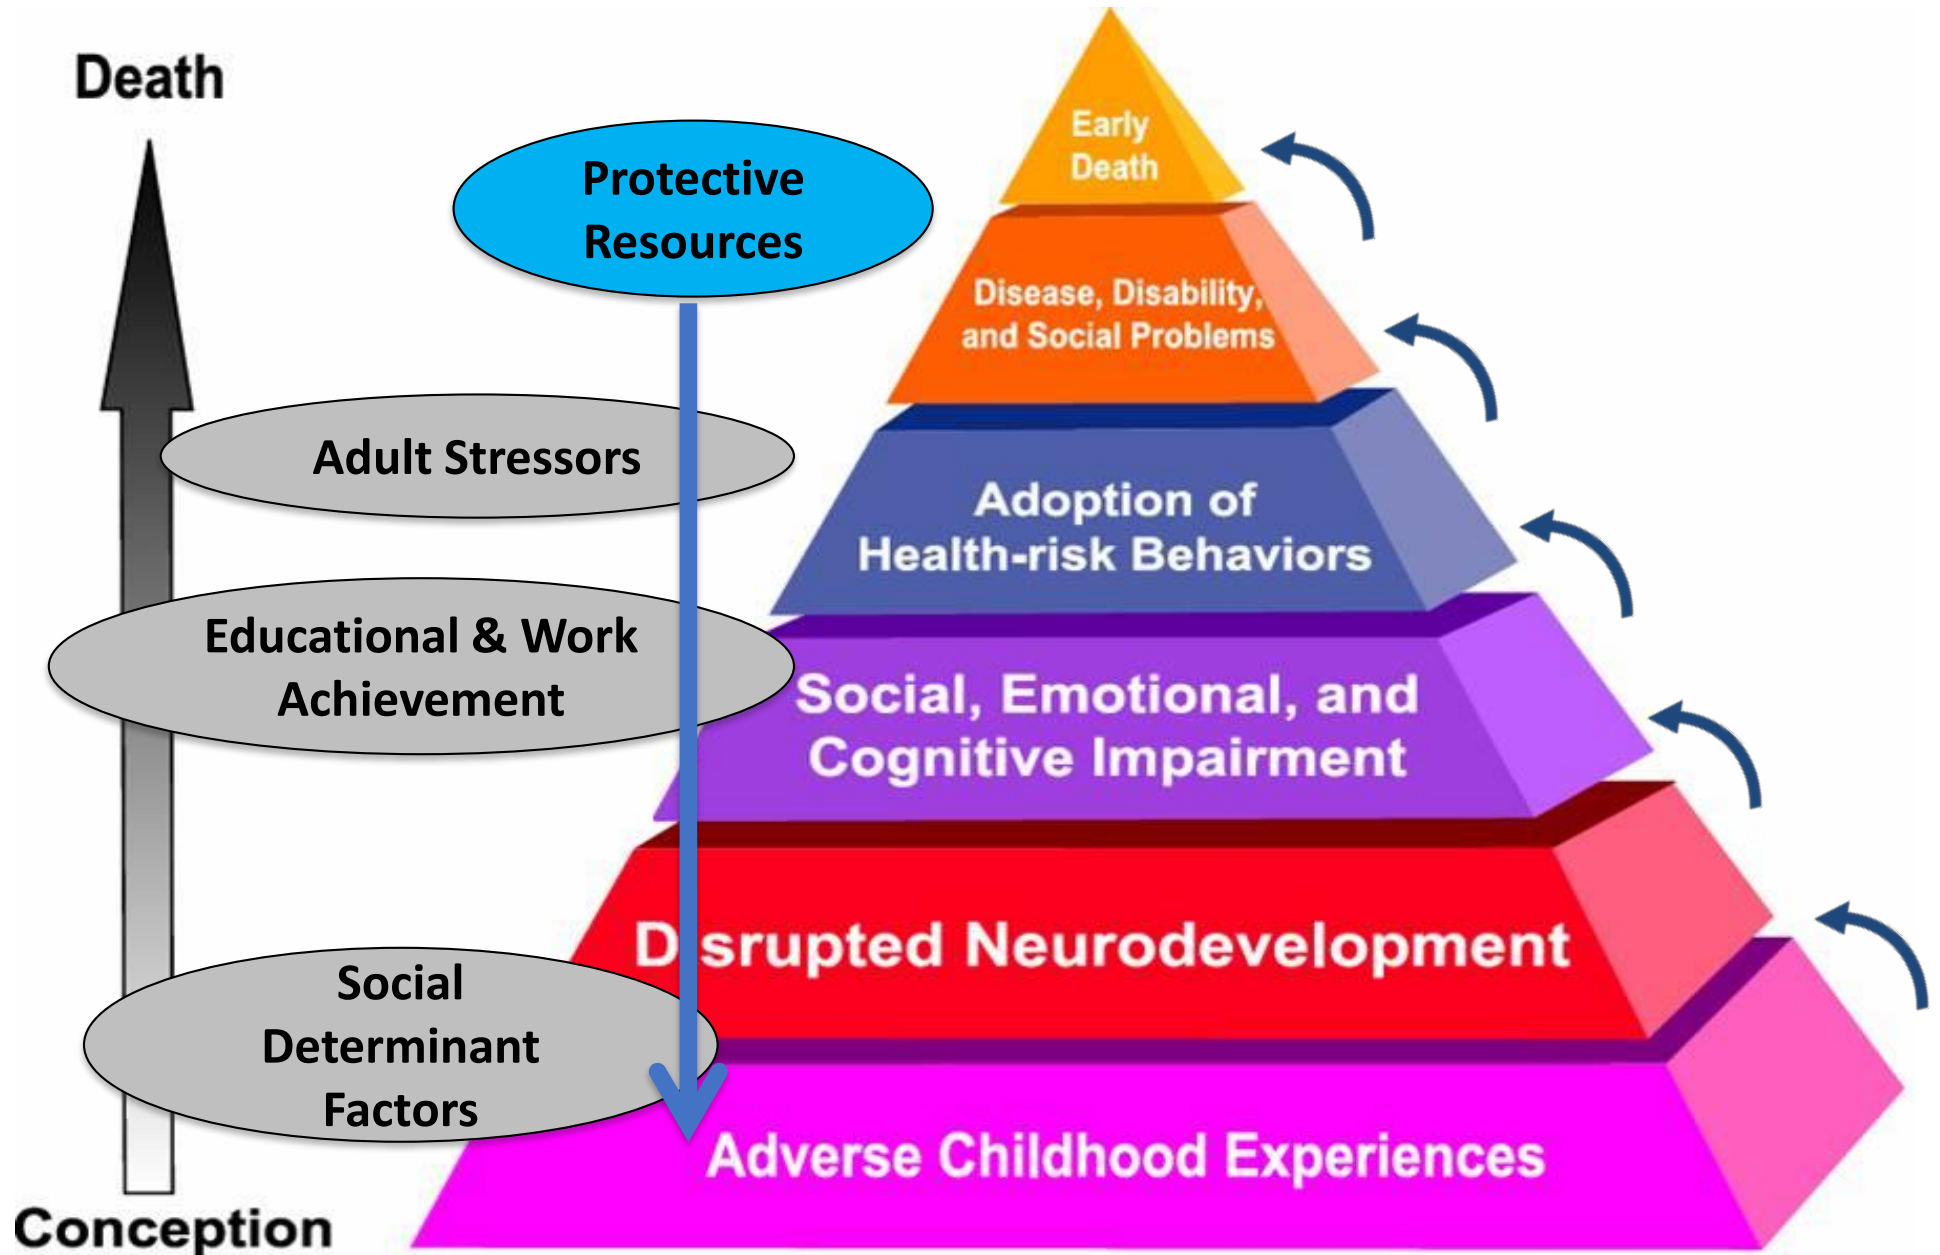 Death
Protective
Resources
Adult Stressors
Educational & Work
Achievement
Social
Determinant
Factors
Conception
Early
Death
Disease, Disability,
and Social Problems
Adoption of
Health-risk Behaviors
Social, Emotional, and
Cognitive Impairment
Disrupted Neurodevelopment
Adverse Childhood Experiences